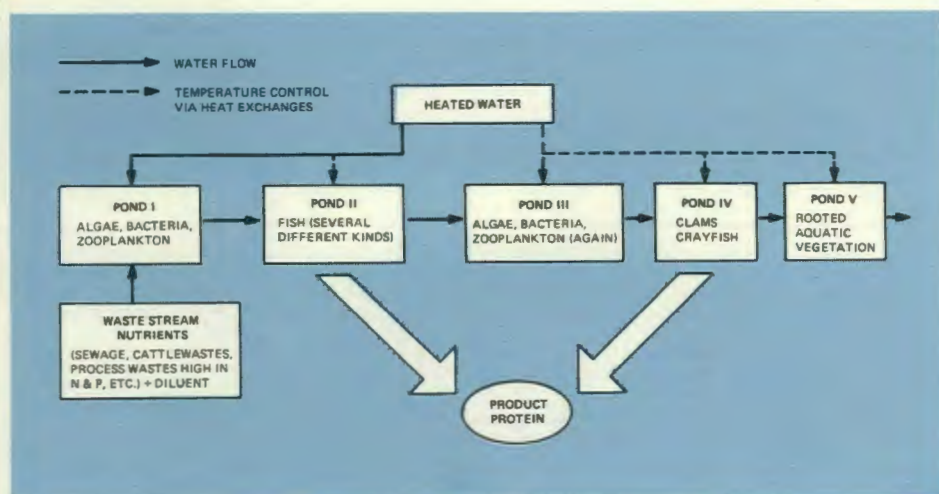 WATER FLOW
TEMPERATURE CONTROL
VIA HEAT EXCHANGES
HEATED WATER
POND I
ALGAE, BACTERIA,
ZOOPLANKTON
POND II
FISH (SEVERAL
DIFFERENT KINDS)
POND III
ALGAE, BACTERIA,
ZOOPLANKTON (AGAIN)
POND IV
CLAMS
CRAYFISH
POND V
ROOTED
AQUATIC
VEGETATION
WASTE STREAM
NUTRIENTS
(SEWAGE, CATTLEWASTES,
PROCESS WASTES HIGH IN
N & P, ETC.) + DILUENT
PRODUCT
PROTEIN